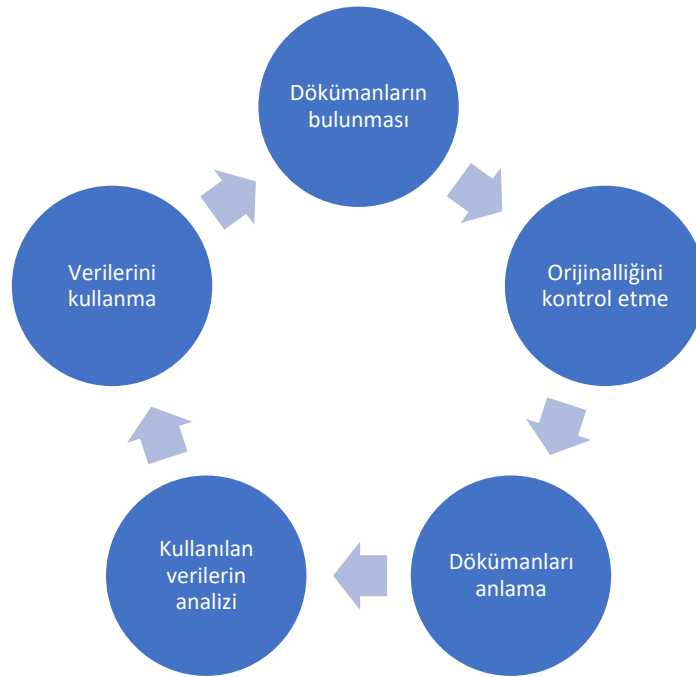 Dökümanların
bulunması
Orijinalliğini
kontrol etme
Dökümanları
anlama
Kullanılan
verilerin
analizi
Verilerini
kullanma